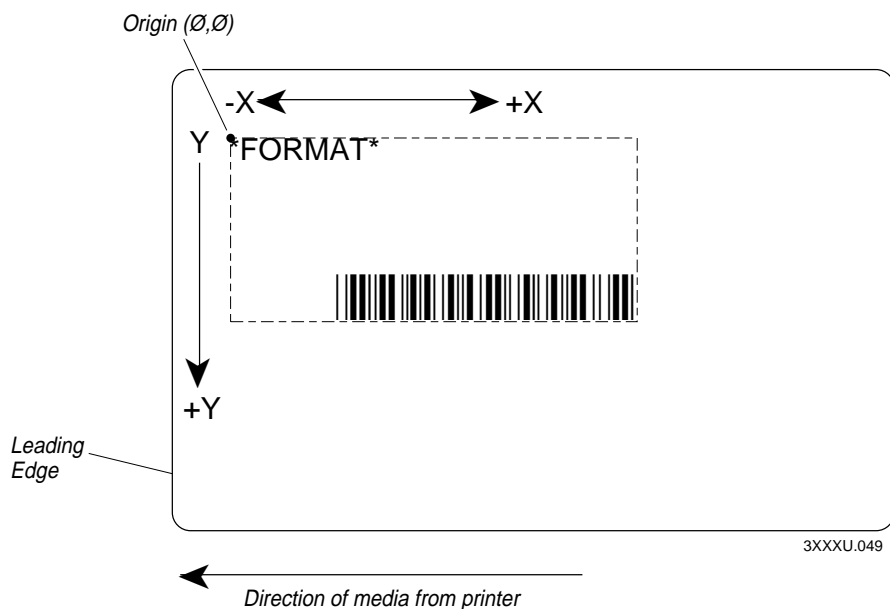 Origin (Ø,Ø)
-X +X
Y
*FORMAT*
+Y
Leading
Edge
3XXXU.049
Direction of media from printer